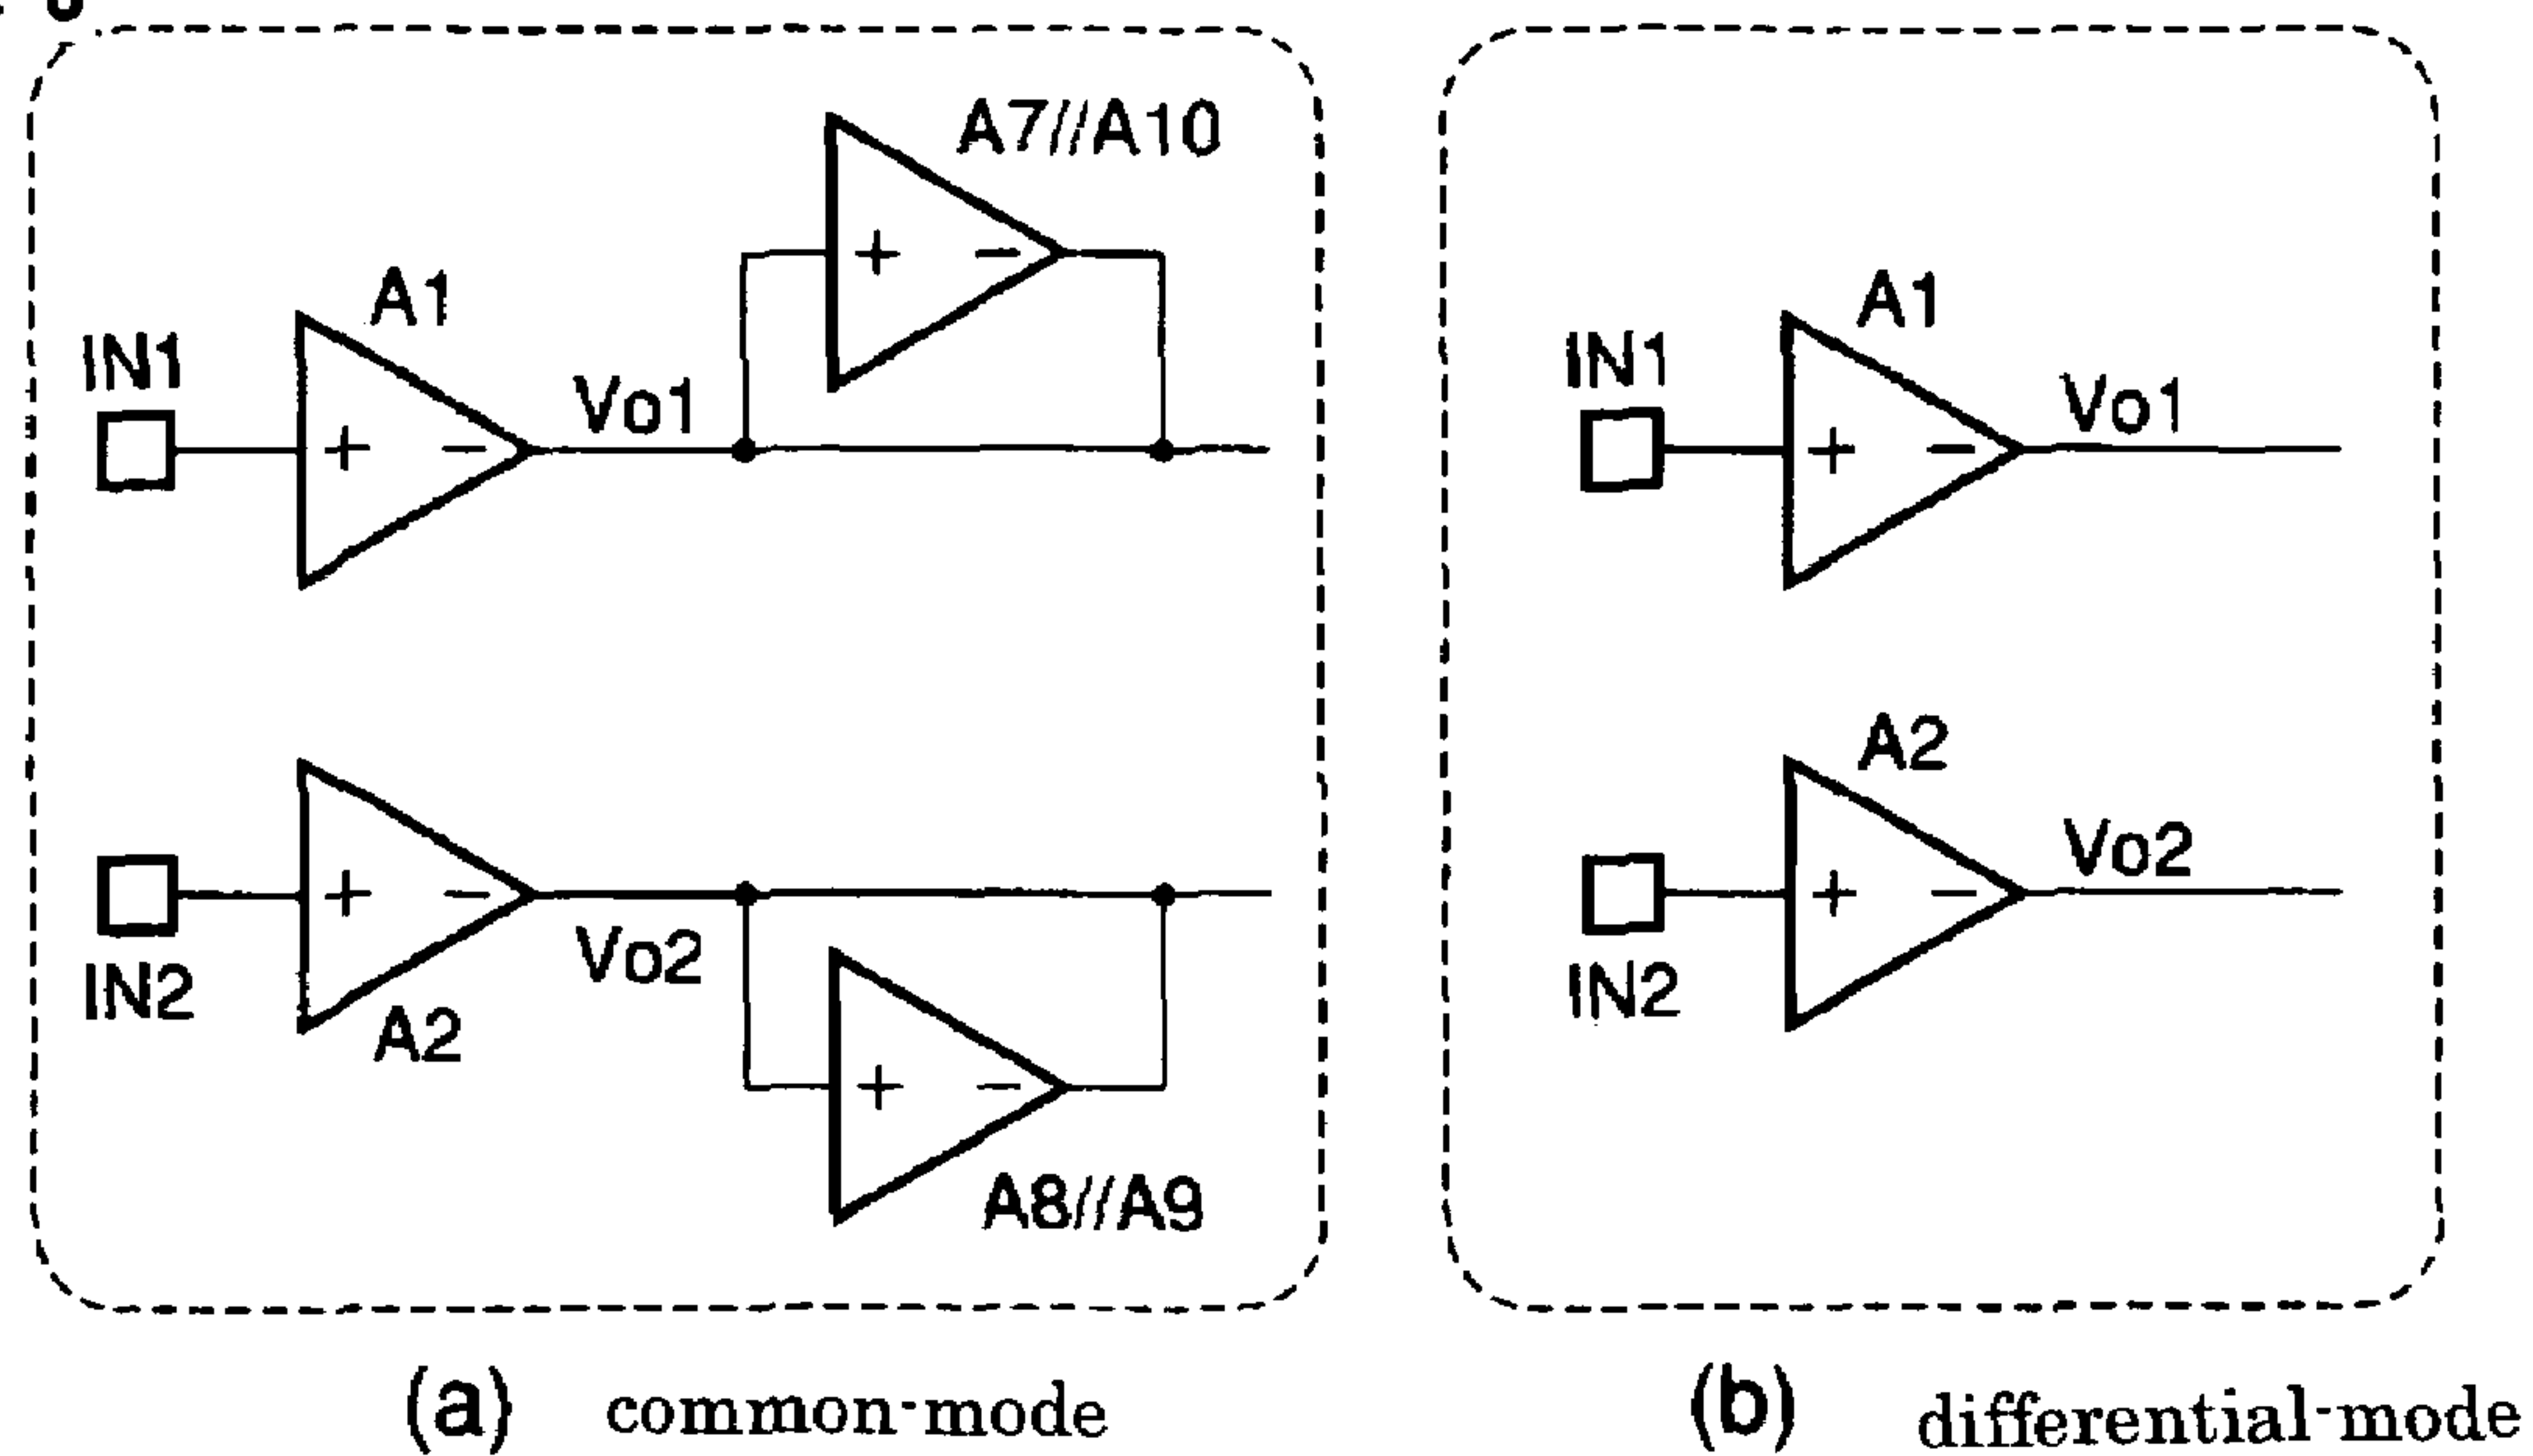 A7//A10
A1
IN1
Vo1
+ -
+ -
IN2
A2
Vo2
+ -
+ -
A8//A9
(a) common-mode
A1
IN1
Vo1
+ -
A2
Vo2
+ -
IN2
(b) differential-mode